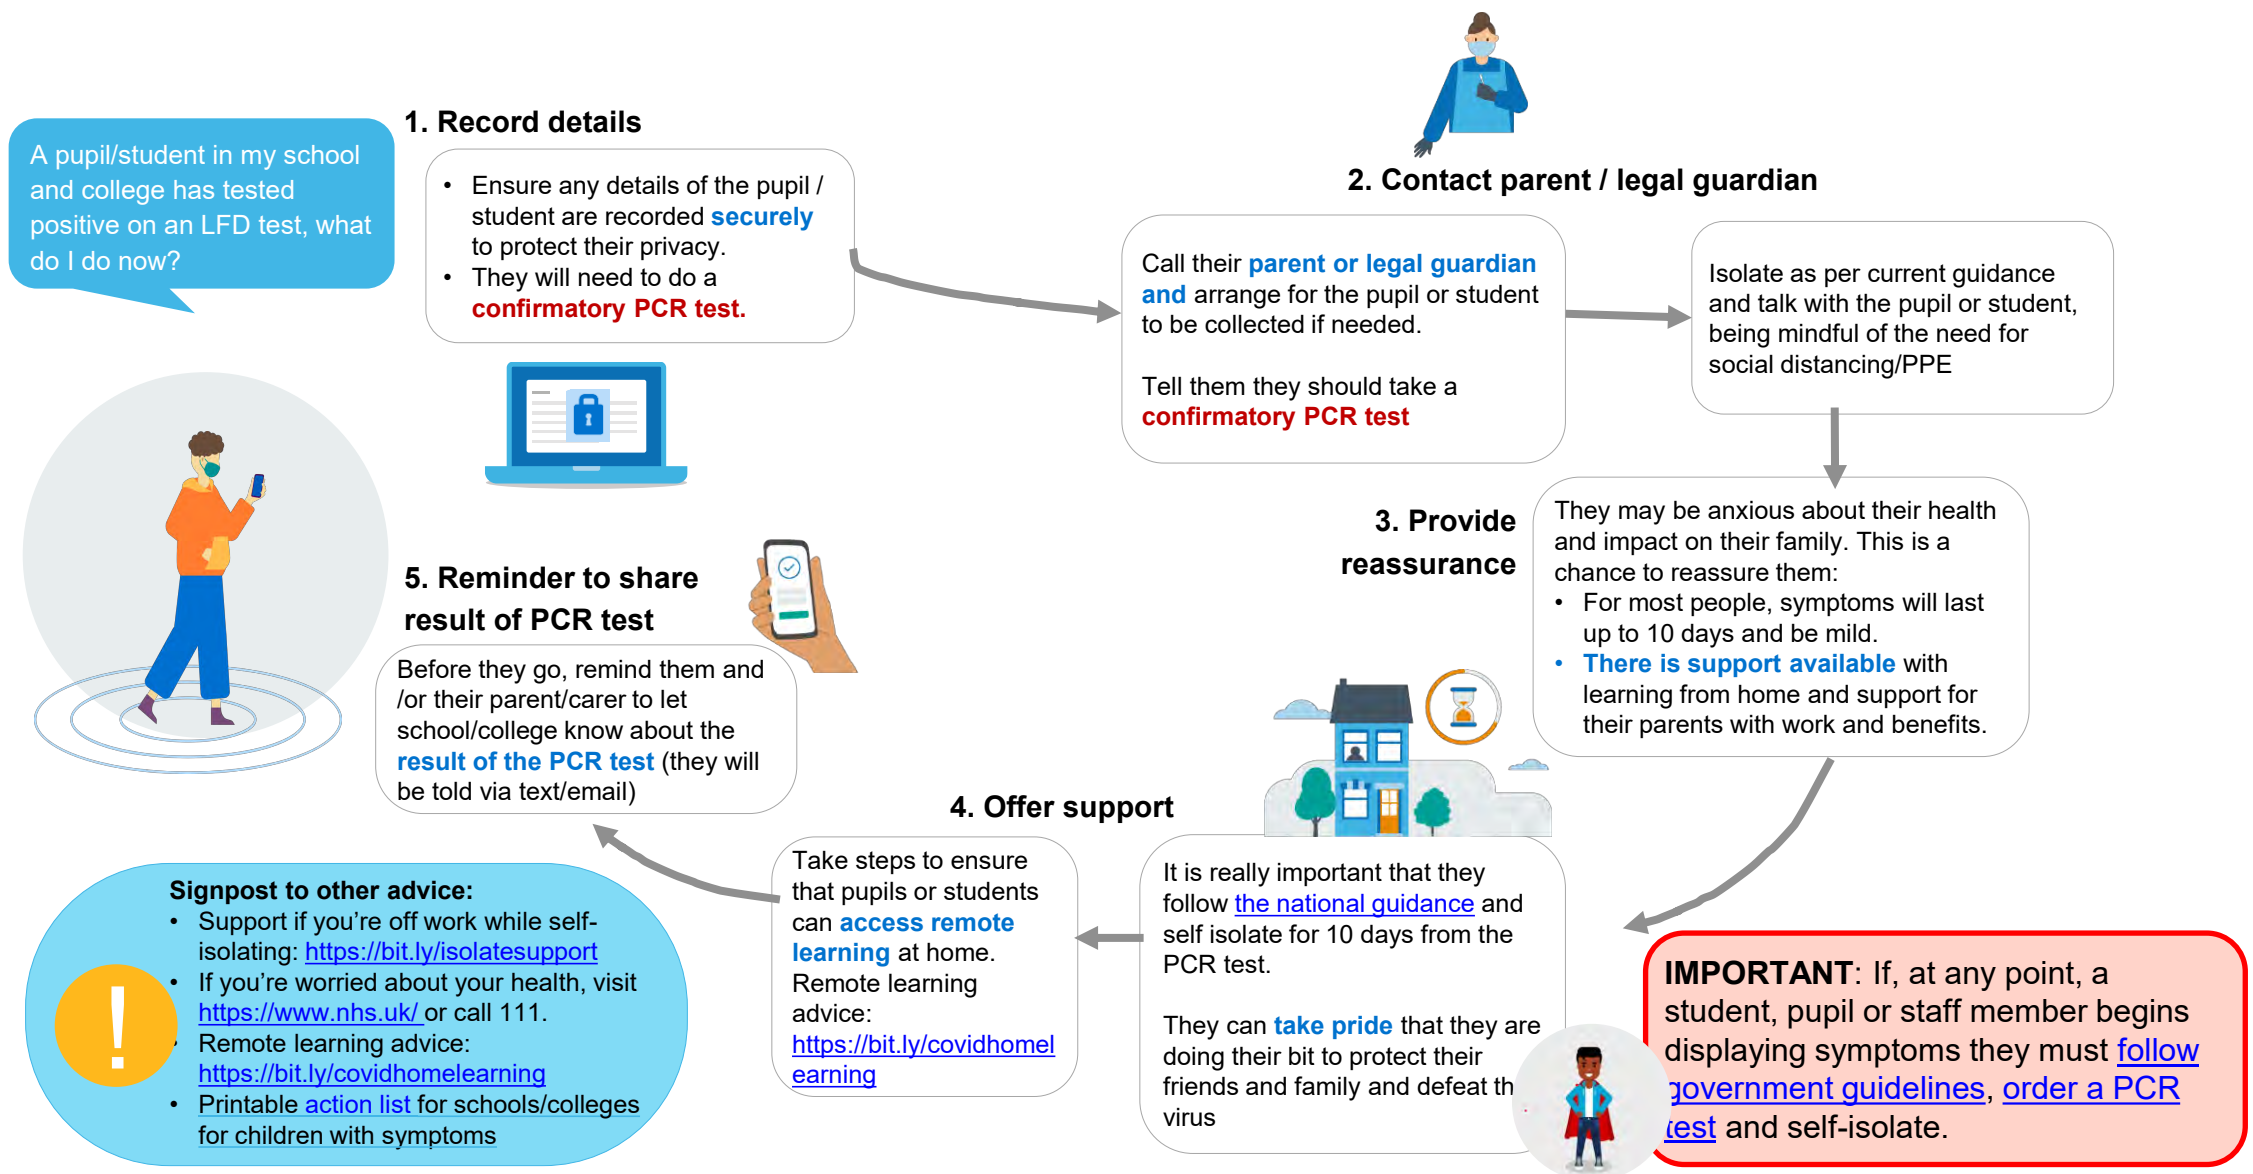 A pupil/student in my school
and college has tested
positive on an LFD test, what
do I do now?
1. Record details
• Ensure any details of the pupil /
student are recorded securely
to protect their privacy.
• They will need to do a
confirmatory PCR test.
2. Contact parent / legal guardian
Call their parent or legal guardian
and arrange for the pupil or student
to be collected if needed.
Tell them they should take a
confirmatory PCR test
Isolate as per current guidance
and talk with the pupil or student,
being mindful of the need for
social distancing/PPE
3. Provide
reassurance
They may be anxious about their health
and impact on their family. This is a
chance to reassure them:
• For most people, symptoms will last
up to 10 days and be mild.
• There is support available with
learning from home and support for
their parents with work and benefits.
4. Offer support
It is really important that they
follow the national guidance and
self isolate for 10 days from the
PCR test.
They can take pride that they are
doing their bit to protect their
friends and family and defeat th
virus
Take steps to ensure
that pupils or students
can access remote
learning at home.
Remote learning
advice:
https://bit.ly/covidhomel
earning
5. Reminder to share
result of PCR test
Before they go, remind them and
/or their parent/carer to let
school/college know about the
result of the PCR test (they will
be told via text/email)
Signpost to other advice:
• Support if you’re off work while self-
isolating: https://bit.ly/isolatesupport
• If you’re worried about your health, visit
https://www.nhs.uk/ or call 111.
• Remote learning advice:
https://bit.ly/covidhomelearning
• Printable action list for schools/colleges
for children with symptoms
!
IMPORTANT: If, at any point, a
student, pupil or staff member begins
displaying symptoms they must follow
government guidelines, order a PCR
test and self-isolate.